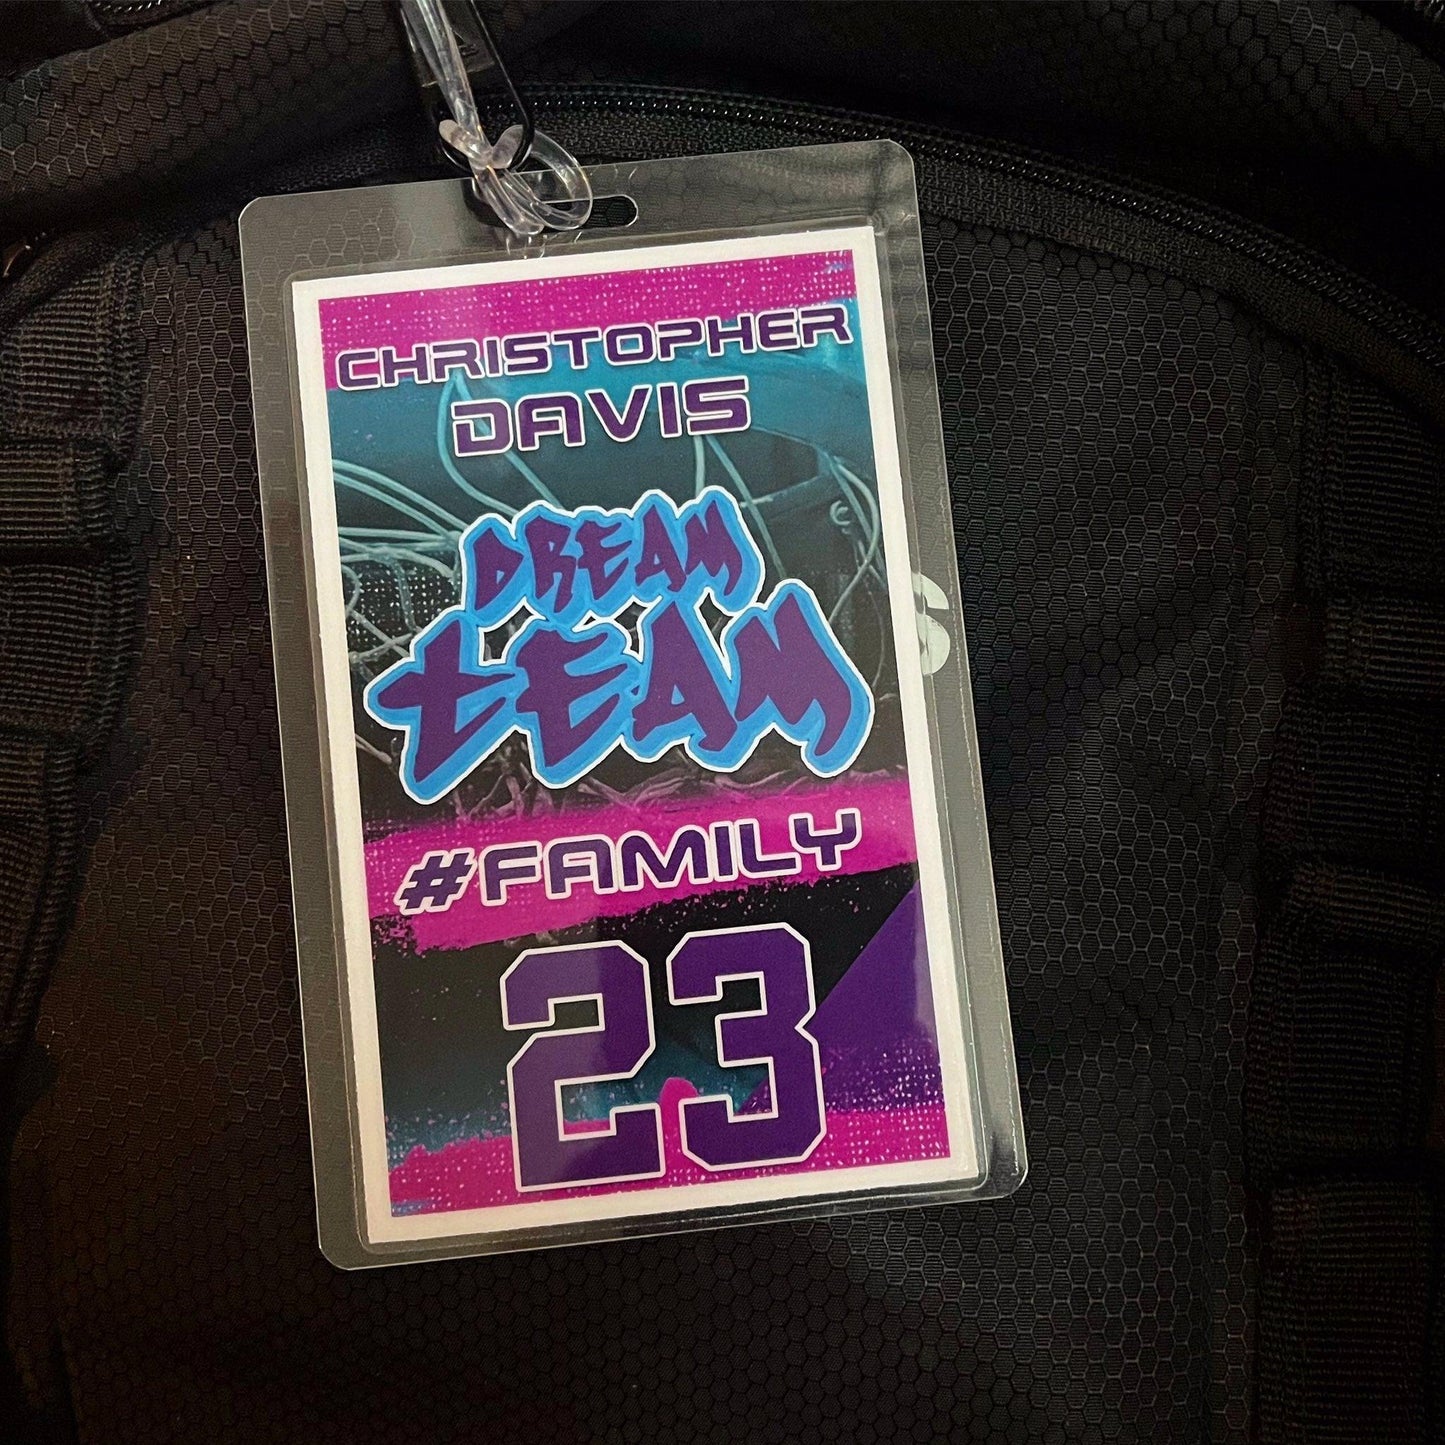 CHRISTOPHER
DAVIS
DREAM
TEAM
#FAMILY
23